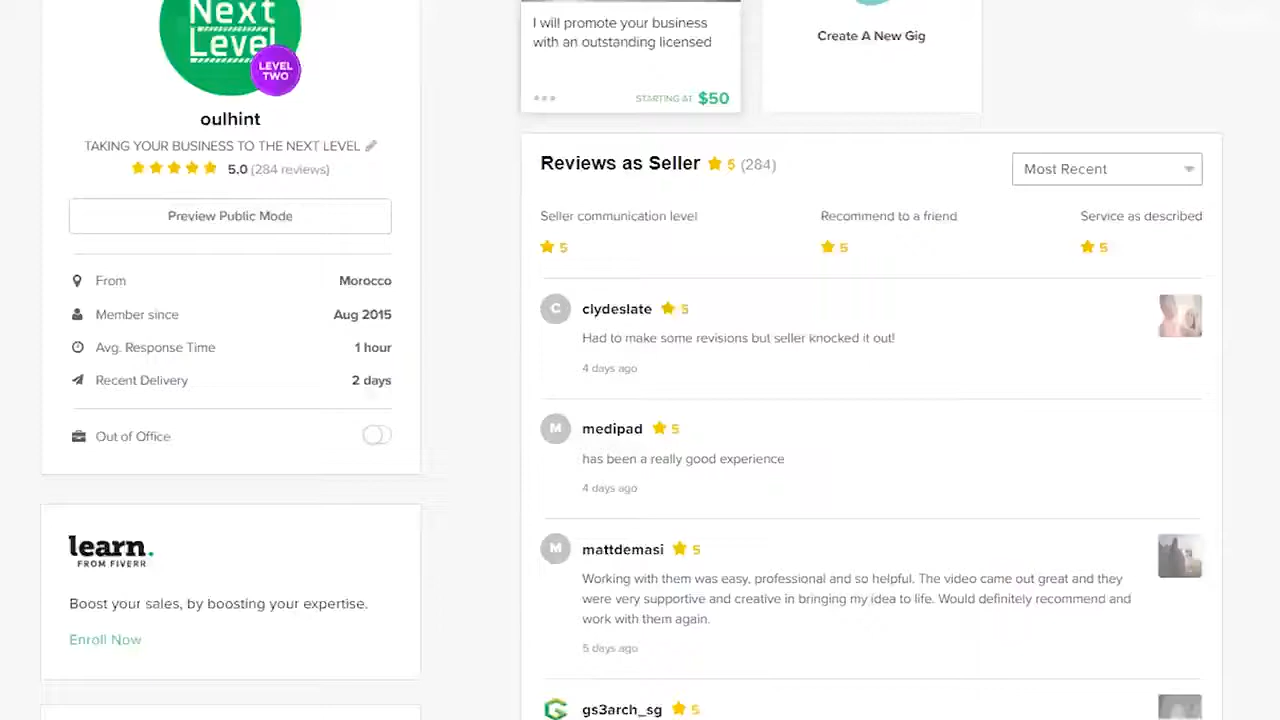 Next
Level
LEVEL
TWO
oulhint
TAKING YOUR BUSINESS TO THE NEXT LEVEL
5.0 (284 reviews)
Preview Public Mode
From Morocco
Member since Aug 2015
Avg. Response Time 1 hour
Recent Delivery 2 days
Out of Office
learn.
FROM FIVERR
Boost your sales, by boosting your expertise.
Enroll Now
I will promote your business
with an outstanding licensed
STARTING AT $50
Create A New Gig
Reviews as Seller 5 (284)
Most Recent
Seller communication level Recommend to a friend Service as described
5 5 5
C clydeslate 5
Had to make some revisions but seller knocked it out!
4 days ago
M medipad 5
has been a really good experience
4 days ago
M mattdemasi 5
Working with them was easy, professional and so helpful. The video came out great and they
were very supportive and creative in bringing my idea to life. Would definitely recommend and
work with them again.
5 days ago
G gs3arch_sg 5